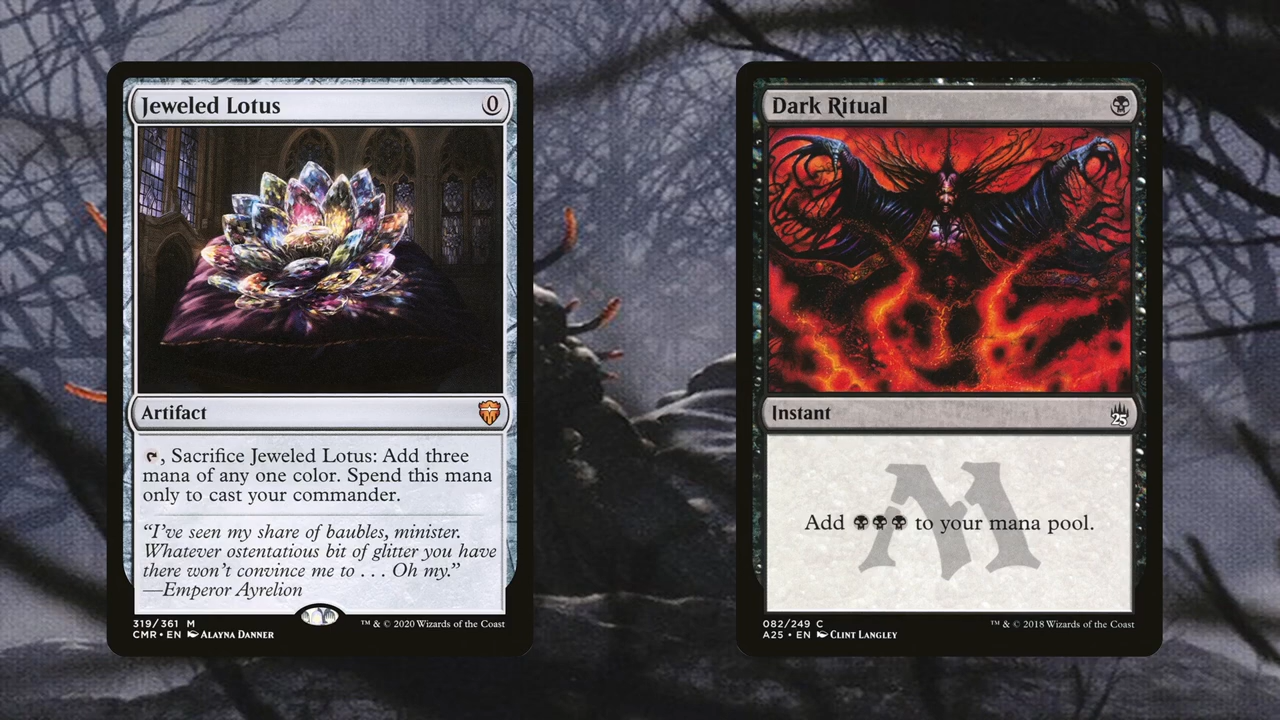 Jeweled Lotus
0
Artifact
, Sacrifice Jeweled Lotus: Add three
mana of any one color. Spend this mana
only to cast your commander.
“I’ve seen my share of baubles, minister.
Whatever ostentatious bit of glitter you have
there won’t convince me to . . . Oh my.”
—Emperor Ayrelion
319/361 M
CMR • EN ALAYNA DANNER
™ & © 2020 Wizards of the Coast
Dark Ritual
Instant
25
M
Add to your mana pool.
082/249 C
A25 • EN CLINT LANGLEY
™ & © 2018 Wizards of the Coast